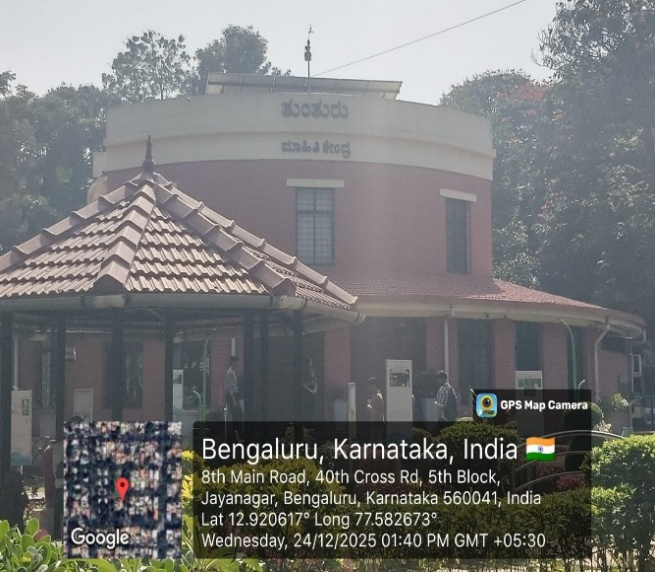 ತುಂತುರು
ಮಾಹಿತಿ ಕೇಂದ್ರ
GPS Map Camera
Bengaluru, Karnataka, India
8th Main Road, 40th Cross Rd, 5th Block,
Jayanagar, Bengaluru, Karnataka 560041, India
Lat 12.920617° Long 77.582673°
Wednesday, 24/12/2025 01:40 PM GMT +05:30
Google